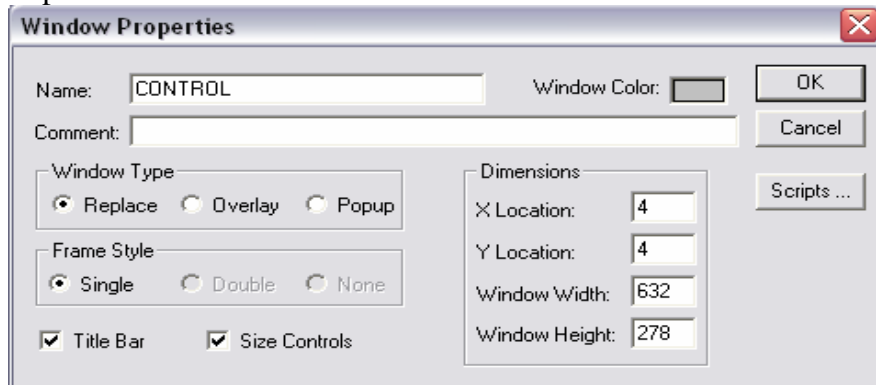 Window Properties
Name: CONTROL
Window Color:
OK
Comment:
Cancel
Window Type
Replace Overlay Popup
Frame Style
Single Double None
Title Bar Size Controls
Dimensions
X Location: 4
Y Location: 4
Window Width: 632
Window Height: 278
Scripts ...